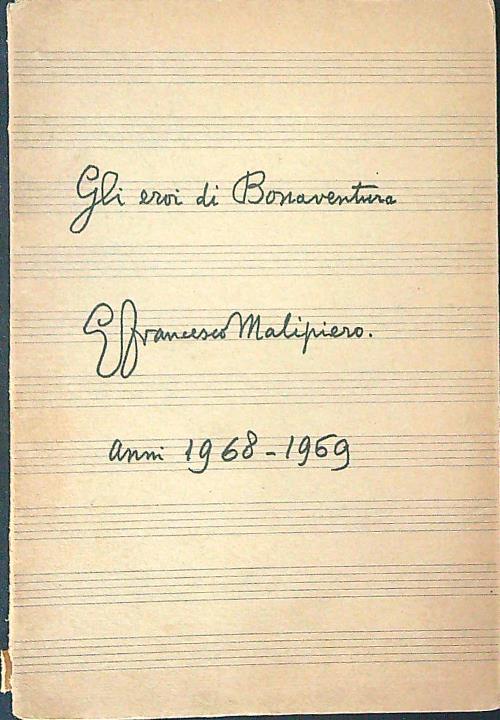 Gli eroi di Bonaventura
G Francesco Malipiero.
anni 1968-1969